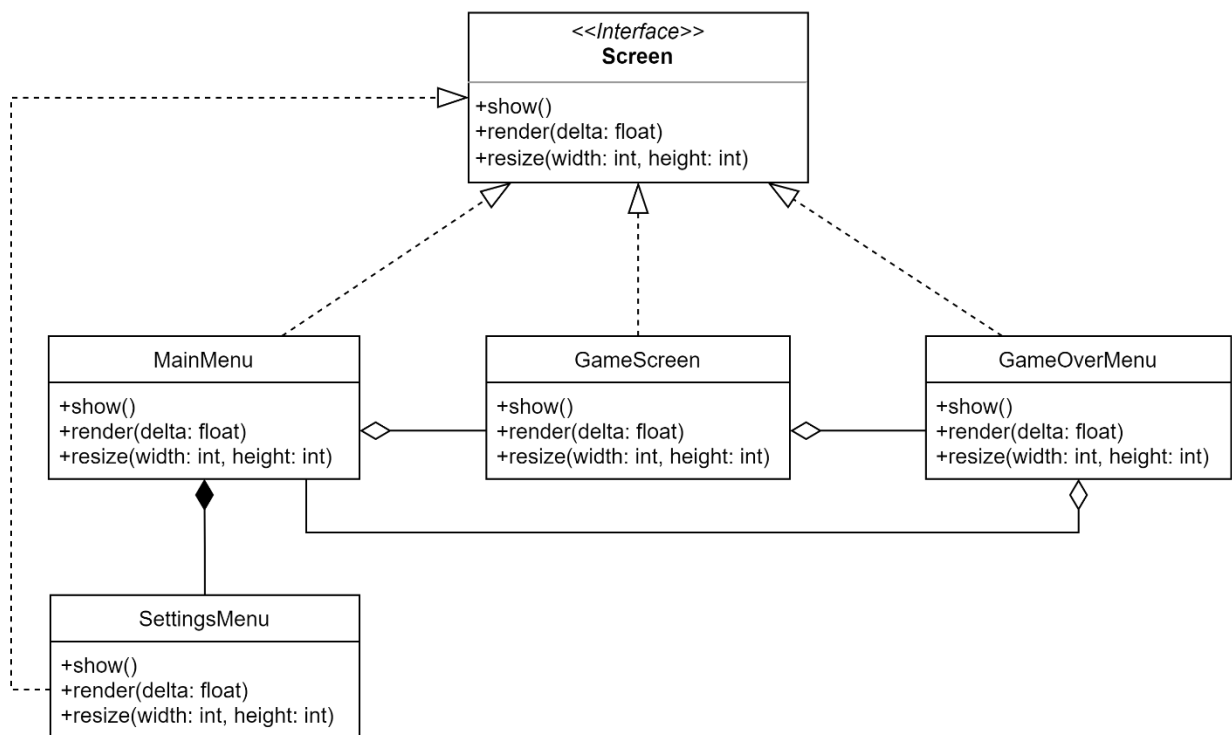 <<Interface>>
Screen
+show()
+render(delta: float)
+resize(width: int, height: int)
MainMenu
+show()
+render(delta: float)
+resize(width: int, height: int)
GameScreen
+show()
+render(delta: float)
+resize(width: int, height: int)
GameOverMenu
+show()
+render(delta: float)
+resize(width: int, height: int)
SettingsMenu
+show()
+render(delta: float)
+resize(width: int, height: int)